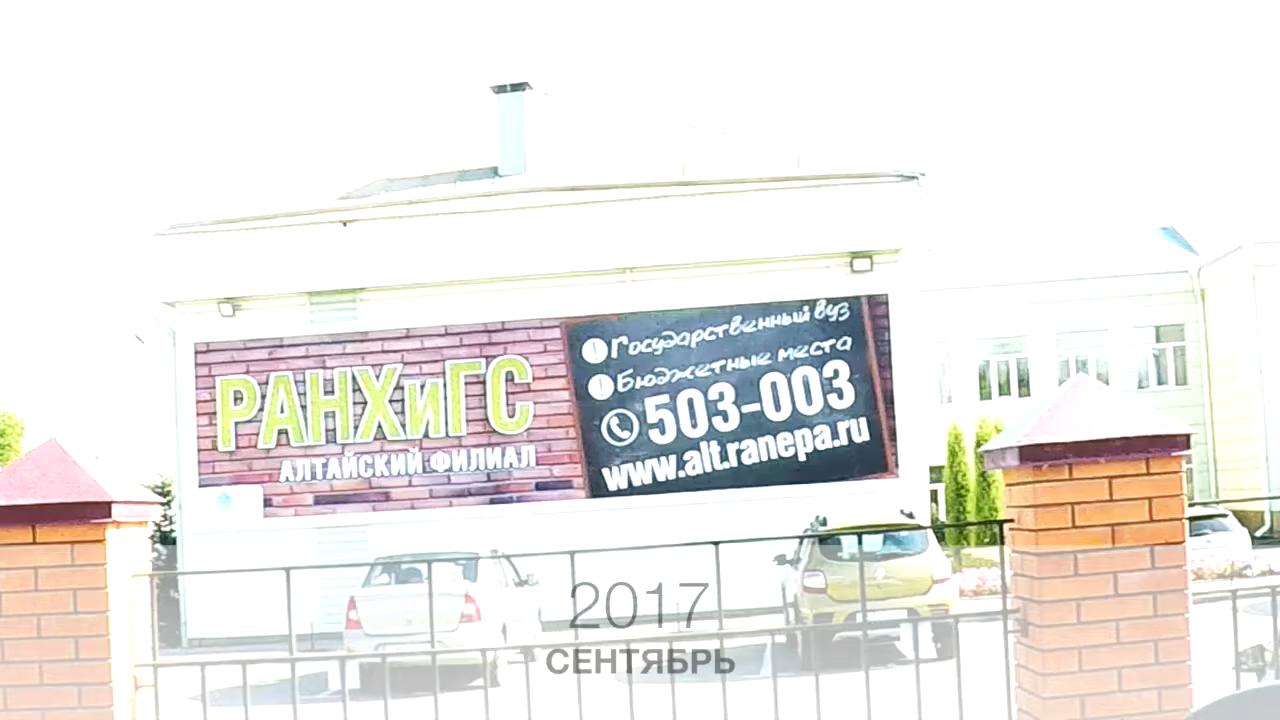 РАНХиГС
АЛТАЙСКИЙ ФИЛИАЛ
! Государственный вуз
! Бюджетные места
503-003
www.alt.ranepa.ru
2017
СЕНТЯБРЬ